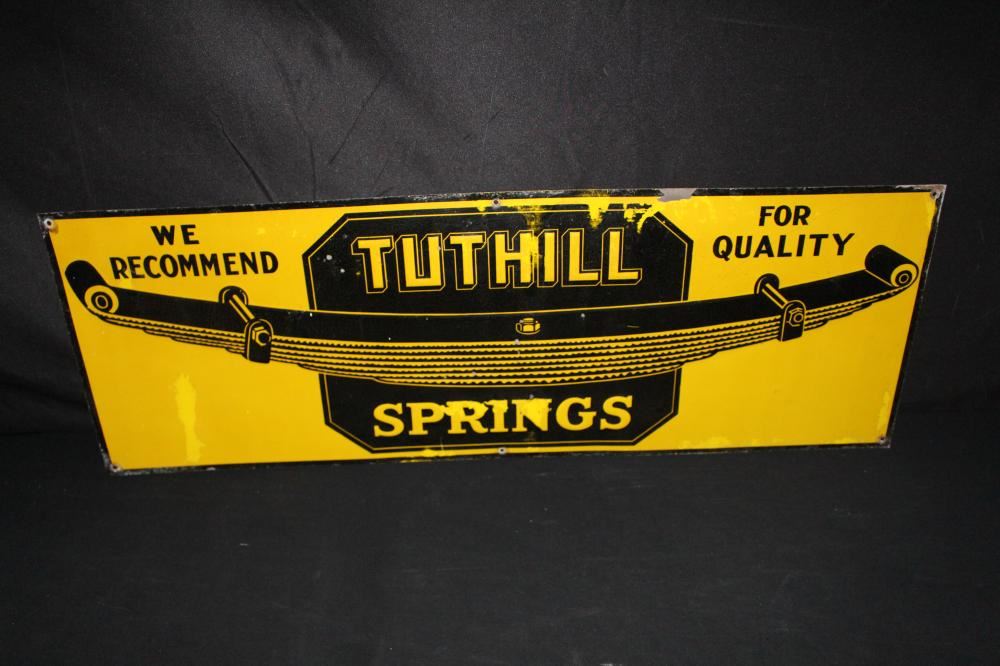 WE
RECOMMEND
TUTHILL
SPRINGS
FOR
QUALITY